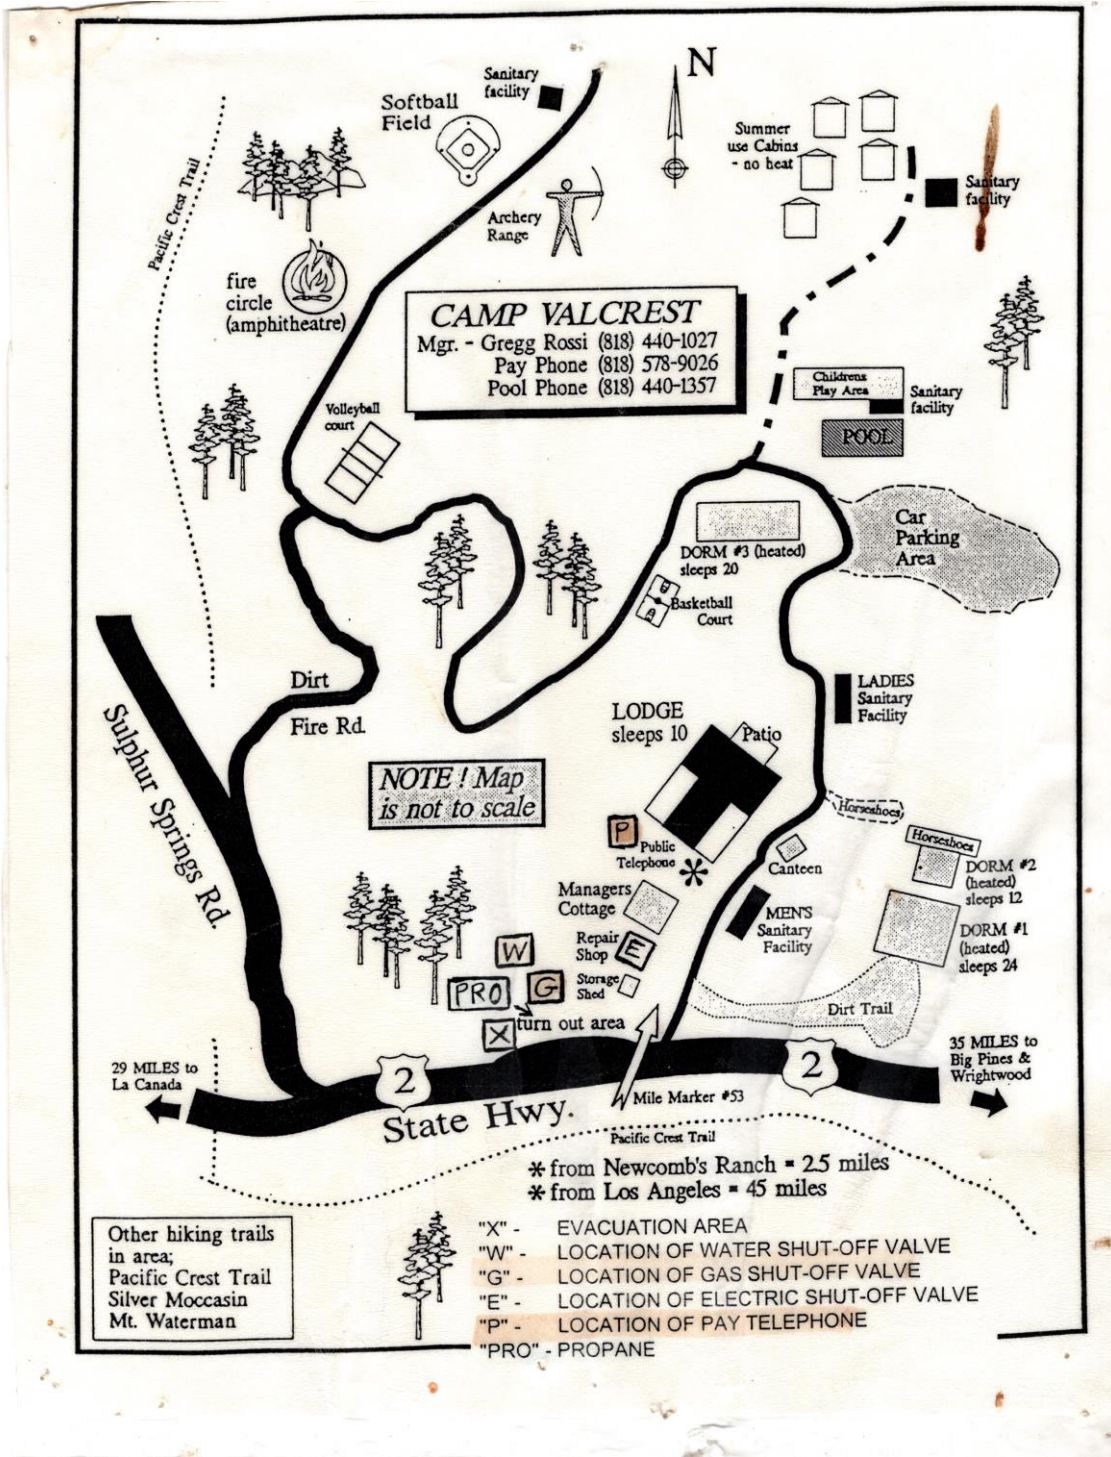 N
Sanitary
facility
Softball
Field
Summer
use Cabins
- no heat
Sanitary
facility
Pacific Crest Trail
Archery
Range
fire
circle
(amphitheatre)
CAMP VALCREST
Mgr. - Gregg Rossi (818) 440-1027
Pay Phone (818) 578-9026
Pool Phone (818) 440-1357
Childrens
Play Area
Sanitary
facility
POOL
Volleyball
court
Car
Parking
Area
DORM #3 (heated)
sleeps 20
Basketball
Court
Dirt
Fire Rd.
LADIES
Sanitary
Facility
LODGE
sleeps 10
Patio
Sulphur Springs Rd.
NOTE ! Map
is not to scale
Horseshoes
P
Public
Telephone
*
Canteen
Horseshoes
DORM #2
(heated)
sleeps 12
Managers
Cottage
MEN'S
Sanitary
Facility
DORM #1
(heated)
sleeps 24
Repair
Shop
E
W
PRO
G
Storage
Shed
X
turn out area
Dirt Trail
29 MILES to
La Canada
2
2
35 MILES to
Big Pines &
Wrightwood
State Hwy.
Mile Marker #53
Pacific Crest Trail
* from Newcomb's Ranch = 2.5 miles
* from Los Angeles = 45 miles
Other hiking trails
in area;
Pacific Crest Trail
Silver Moccasin
Mt. Waterman
"X" - EVACUATION AREA
"W" - LOCATION OF WATER SHUT-OFF VALVE
"G" - LOCATION OF GAS SHUT-OFF VALVE
"E" - LOCATION OF ELECTRIC SHUT-OFF VALVE
"P" - LOCATION OF PAY TELEPHONE
"PRO" - PROPANE